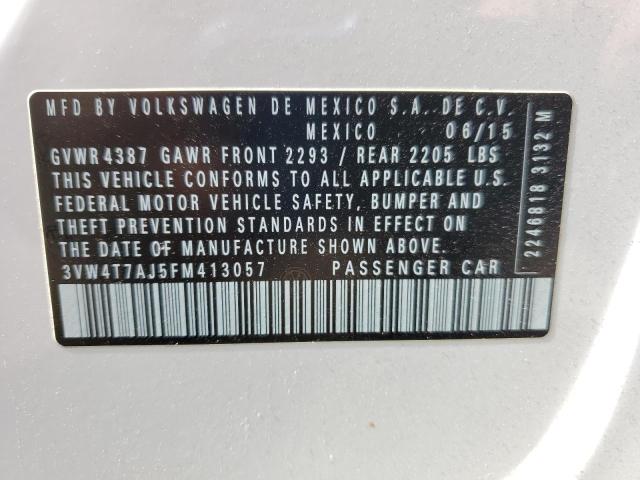 MFD BY VOLKSWAGEN DE MEXICO S.A. DE C.V.
MEXICO 06/15
GVWR 4387 GAWR FRONT 2293 / REAR 2205 LBS
THIS VEHICLE CONFORMS TO ALL APPLICABLE U.S.
FEDERAL MOTOR VEHICLE SAFETY, BUMPER AND
THEFT PREVENTION STANDARDS IN EFFECT ON
THE DATE OF MANUFACTURE SHOWN ABOVE.
3VW4T7AJ5FM413057 PASSENGER CAR
2246818 3132 M